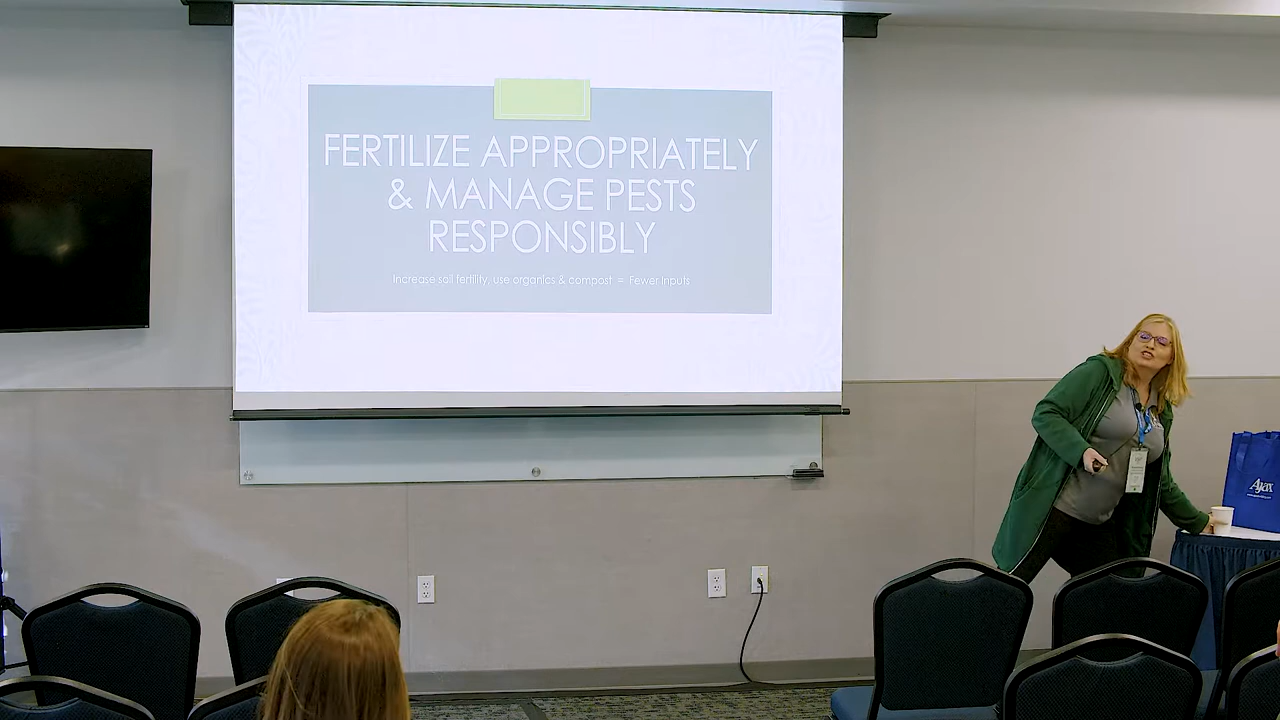 FERTILIZE APPROPRIATELY
& MANAGE PESTS
RESPONSIBLY
Increase soil fertility, use organics & compost = Fewer inputs
Ajax